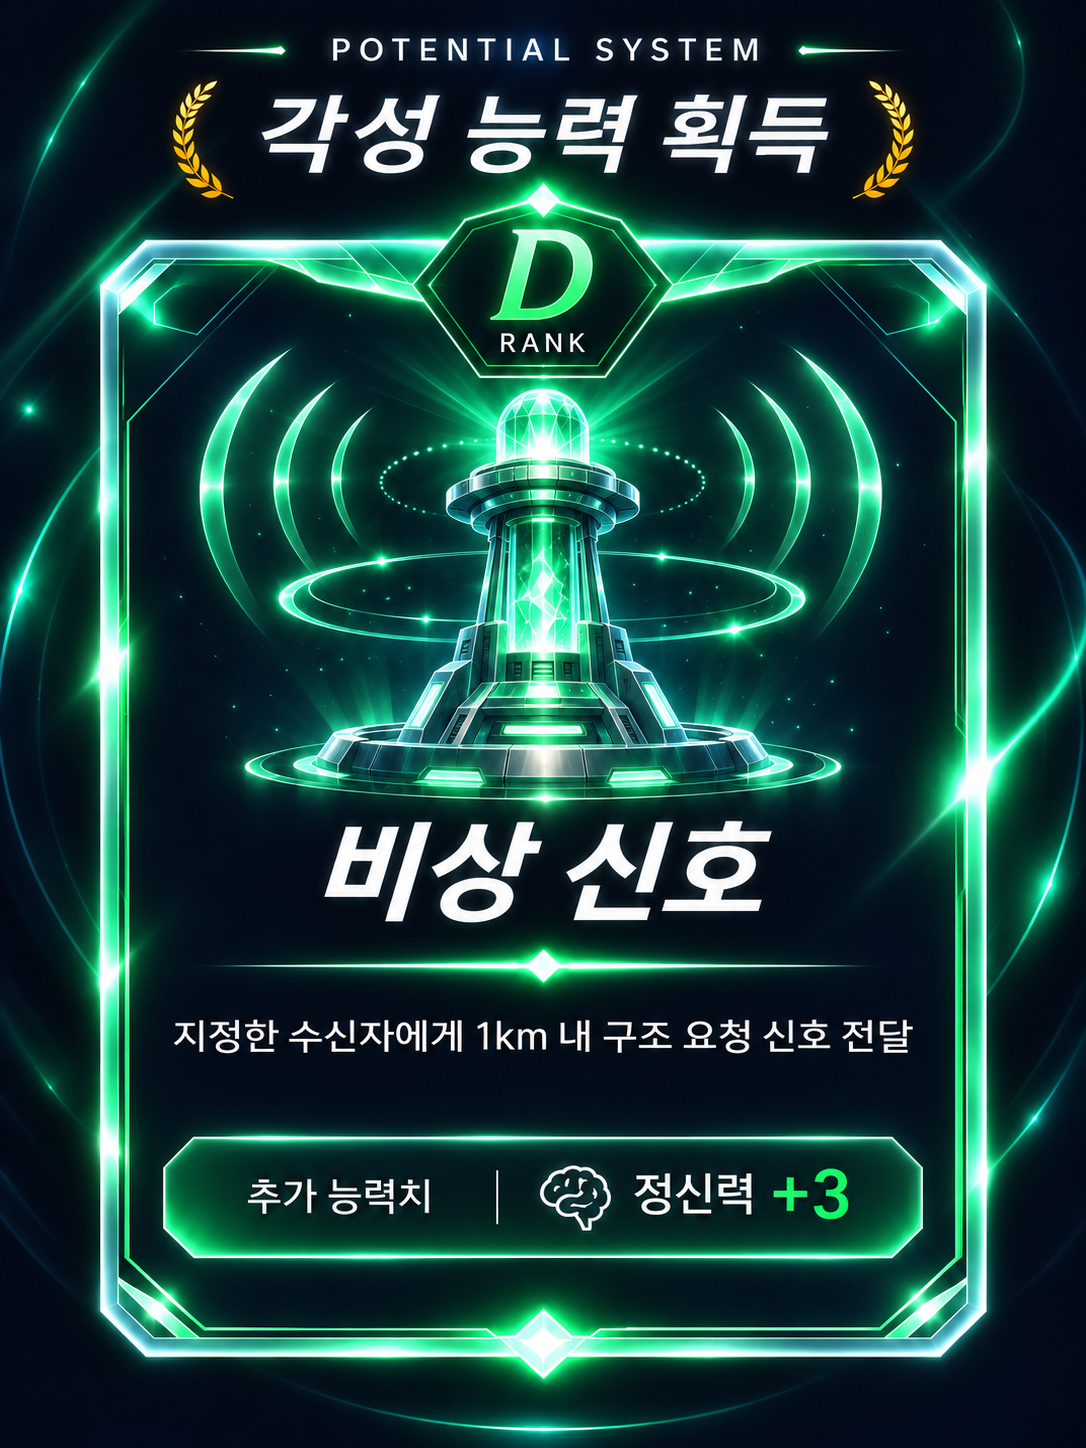 POTENTIAL SYSTEM
각성 능력 획득
D
RANK
비상 신호
지정한 수신자에게 1km 내 구조 요청 신호 전달
추가 능력치 정신력 +3